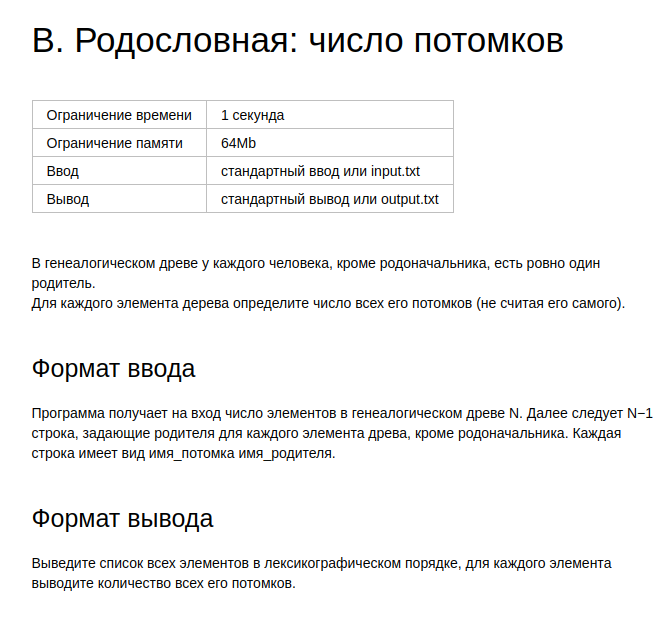 B. Родословная: число потомков
Ограничение времени 1 секунда
Ограничение памяти 64Mb
Ввод стандартный ввод или input.txt
Вывод стандартный вывод или output.txt
В генеалогическом древе у каждого человека, кроме родоначальника, есть ровно один
родитель.
Для каждого элемента дерева определите число всех его потомков (не считая его самого).
Формат ввода
Программа получает на вход число элементов в генеалогическом древе N. Далее следует N−1
строка, задающие родителя для каждого элемента древа, кроме родоначальника. Каждая
строка имеет вид имя_потомка имя_родителя.
Формат вывода
Выведите список всех элементов в лексикографическом порядке, для каждого элемента
выводите количество всех его потомков.